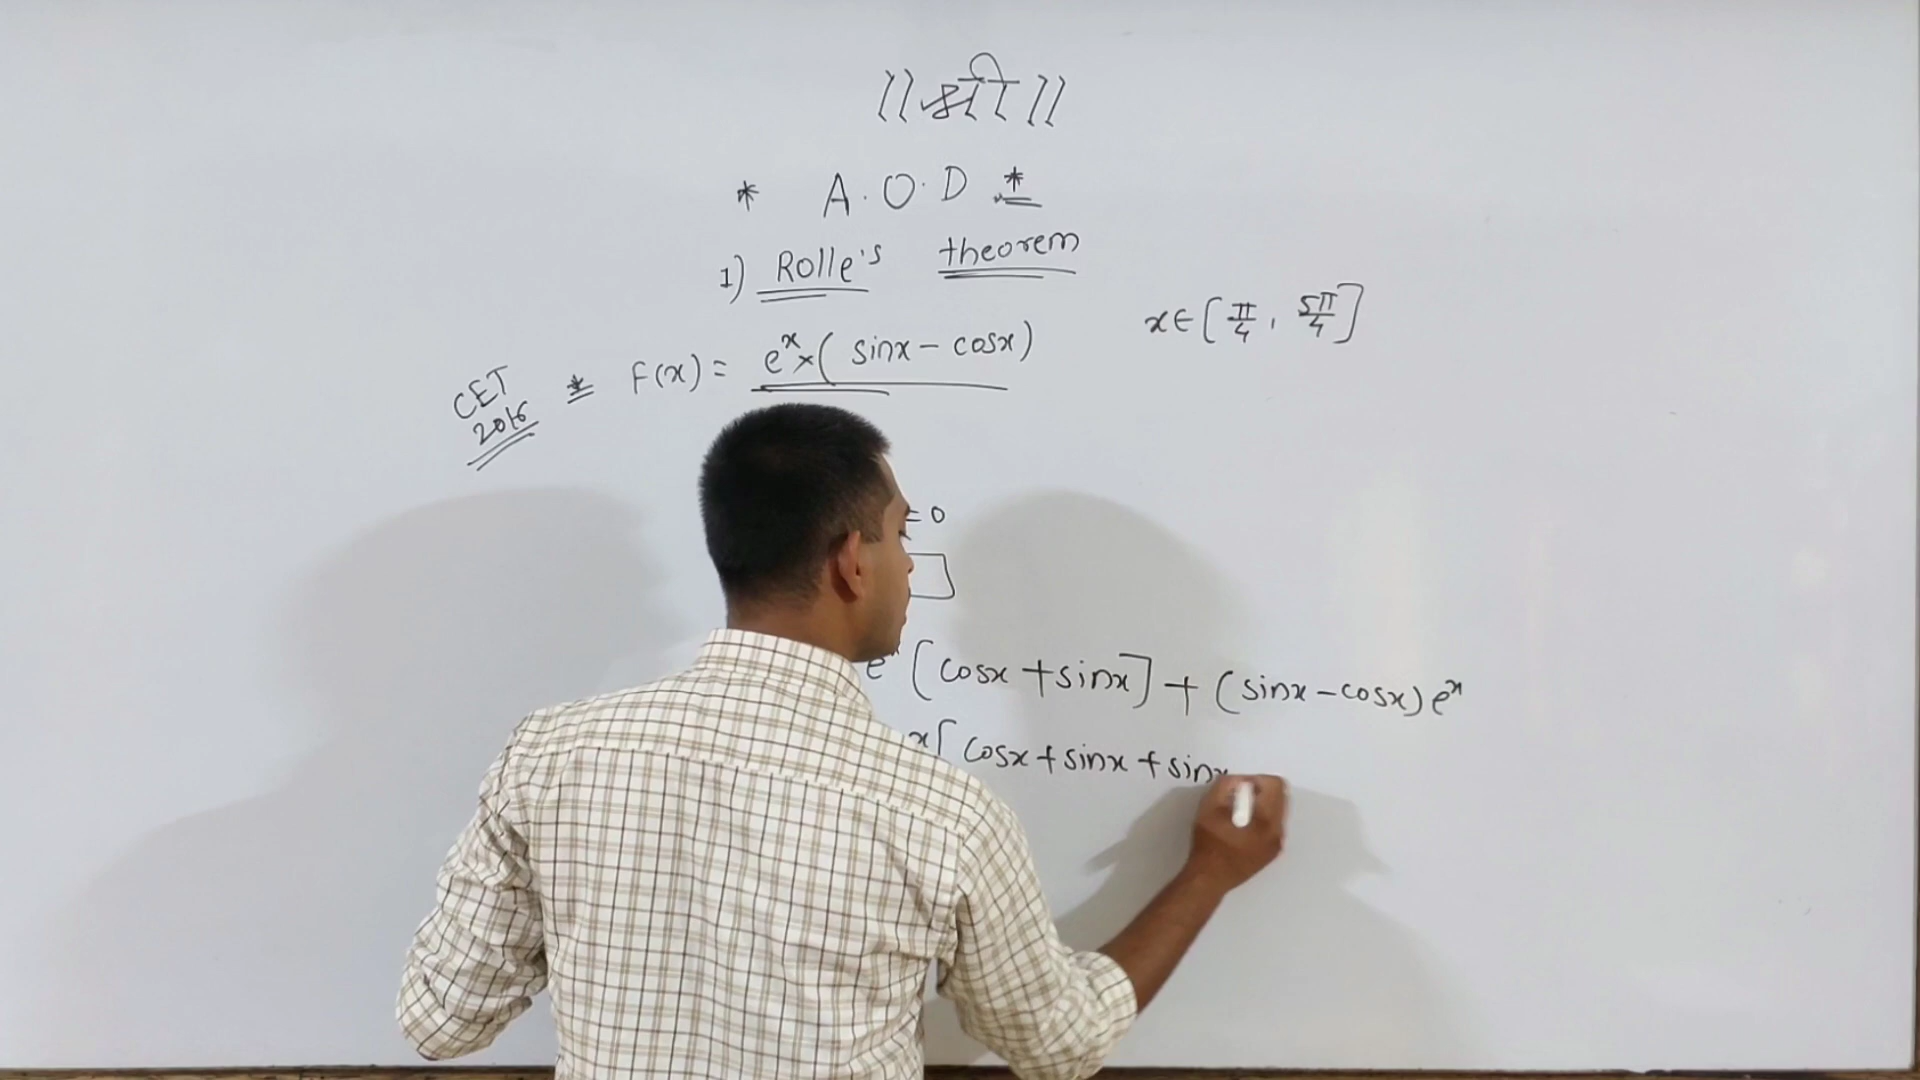 ॥ श्री ॥
* A.O.D *
1) Rolle's theorem
CET 2016 * F(x) = eˣ × (sinx - cosx) x ∈ [π/4, 5π/4]
= 0
eˣ [cosx + sinx] + (sinx - cosx) eˣ
x [cosx + sinx + sinx